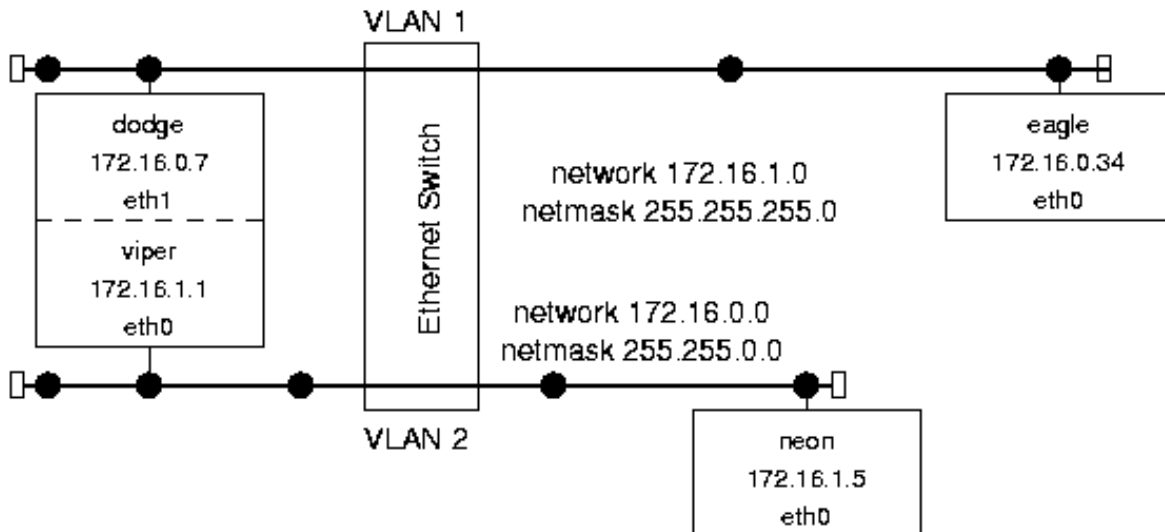 VLAN 1
dodge
172.16.0.7
eth1
viper
172.16.1.1
eth0
Ethernet Switch
network 172.16.1.0
netmask 255.255.255.0
network 172.16.0.0
netmask 255.255.0.0
eagle
172.16.0.34
eth0
VLAN 2
neon
172.16.1.5
eth0